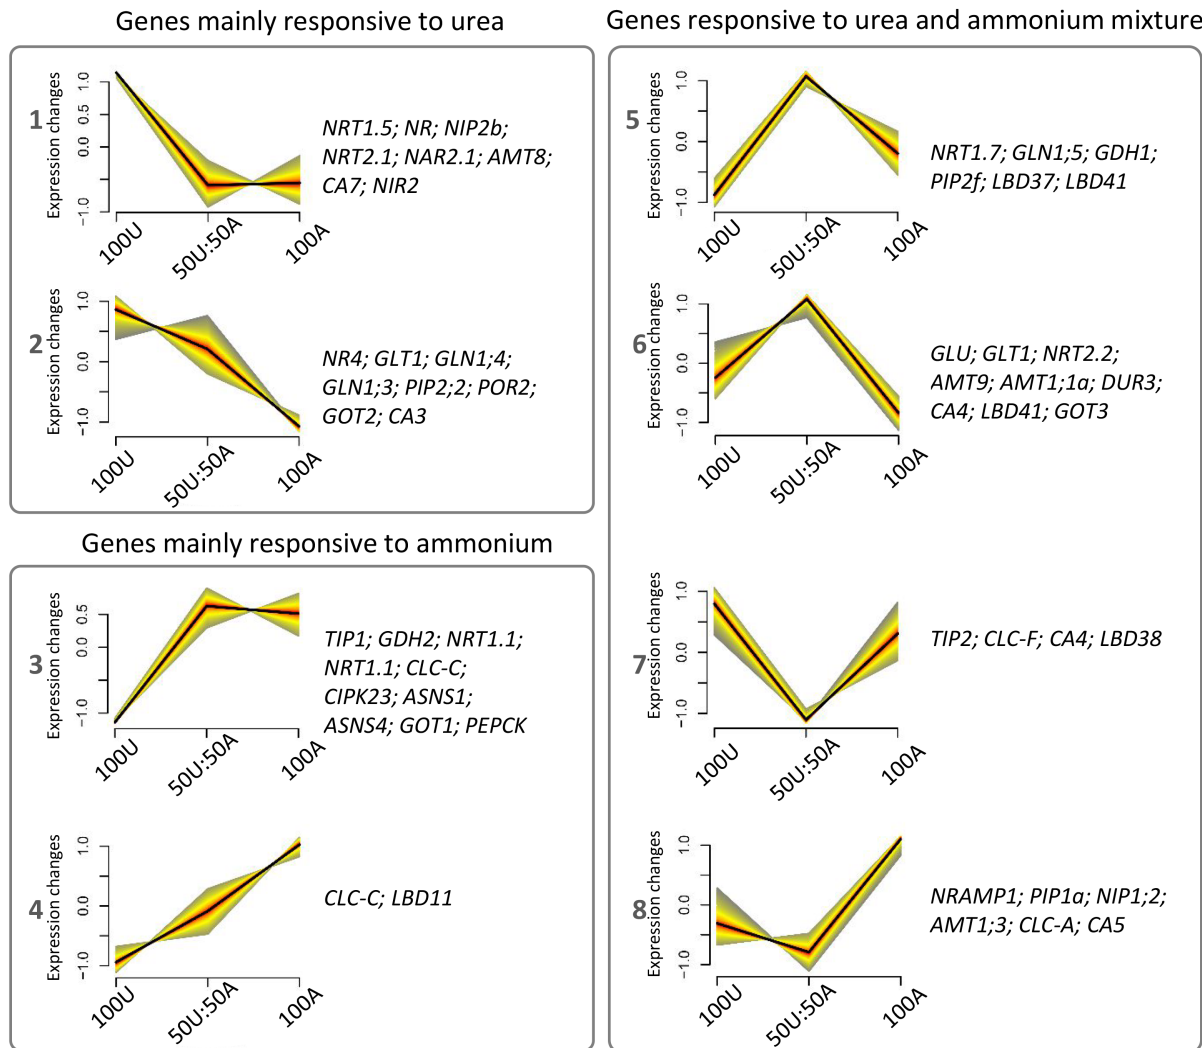 Genes mainly responsive to urea
1
Expression changes
1.0
0.5
0.0
−1.0
100U
50U:50A
100A
NRT1.5; NR; NIP2b;
NRT2.1; NAR2.1; AMT8;
CA7; NIR2
2
Expression changes
1.0
0.0
−1.0
100U
50U:50A
100A
NR4; GLT1; GLN1;4;
GLN1;3; PIP2;2; POR2;
GOT2; CA3
Genes mainly responsive to ammonium
3
Expression changes
0.5
0.0
−1.0
100U
50U:50A
100A
TIP1; GDH2; NRT1.1;
NRT1.1; CLC-C;
CIPK23; ASNS1;
ASNS4; GOT1; PEPCK
4
Expression changes
1.0
0.0
−1.0
100U
50U:50A
100A
CLC-C; LBD11
Genes responsive to urea and ammonium mixture
5
Expression changes
1.0
0.0
−1.0
100U
50U:50A
100A
NRT1.7; GLN1;5; GDH1;
PIP2f; LBD37; LBD41
6
Expression changes
1.0
0.0
−1.0
100U
50U:50A
100A
GLU; GLT1; NRT2.2;
AMT9; AMT1;1a; DUR3;
CA4; LBD41; GOT3
7
Expression changes
1.0
0.0
−1.0
100U
50U:50A
100A
TIP2; CLC-F; CA4; LBD38
8
Expression changes
1.0
0.0
−1.0
100U
50U:50A
100A
NRAMP1; PIP1a; NIP1;2;
AMT1;3; CLC-A; CA5